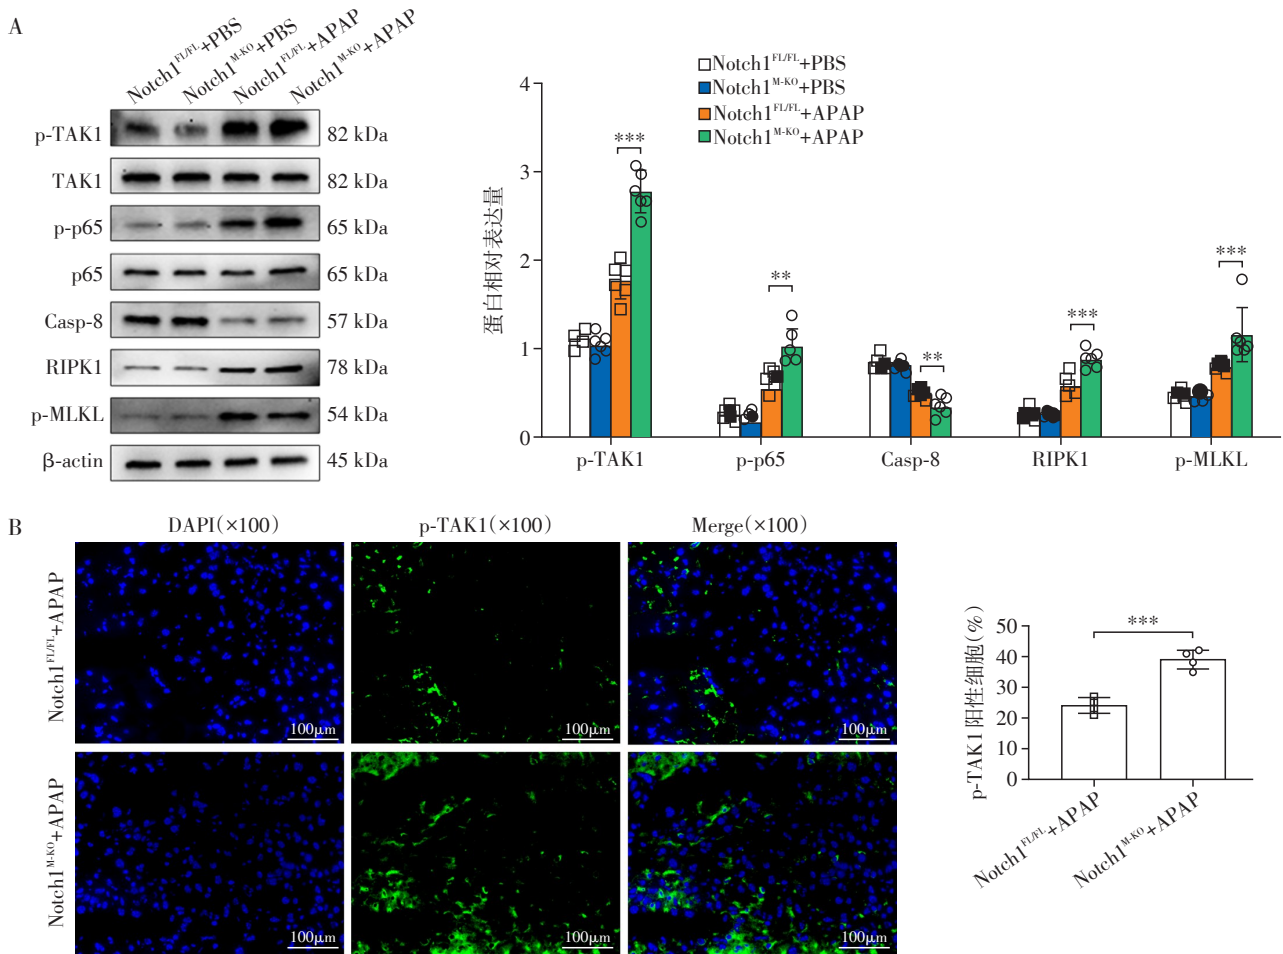 A
Notch1FL/FL+PBS
Notch1M-KO+PBS
Notch1FL/FL+APAP
Notch1M-KO+APAP
p-TAK1 82 kDa
TAK1 82 kDa
p-p65 65 kDa
p65 65 kDa
Casp-8 57 kDa
RIPK1 78 kDa
p-MLKL 54 kDa
β-actin 45 kDa
Notch1FL/FL+PBS
Notch1M-KO+PBS
Notch1FL/FL+APAP
Notch1M-KO+APAP
蛋白相对表达量
4
3
2
1
0
***
**
**
***
***
p-TAK1 p-p65 Casp-8 RIPK1 p-MLKL
B
DAPI(×100) p-TAK1(×100) Merge(×100)
Notch1FL/FL+APAP
100μm 100μm 100μm
Notch1M-KO+APAP
100μm 100μm 100μm
p-TAK1 阳性细胞(%)
50
40
30
20
10
0
***
Notch1FL/FL+APAP
Notch1M-KO+APAP